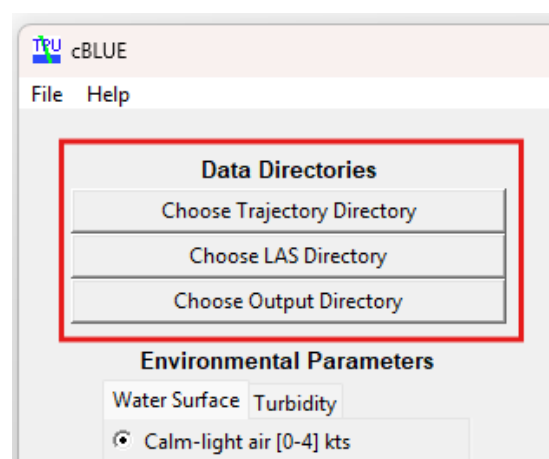 TPU cBLUE
File Help
Data Directories
Choose Trajectory Directory
Choose LAS Directory
Choose Output Directory
Environmental Parameters
Water Surface Turbidity
Calm-light air [0-4] kts